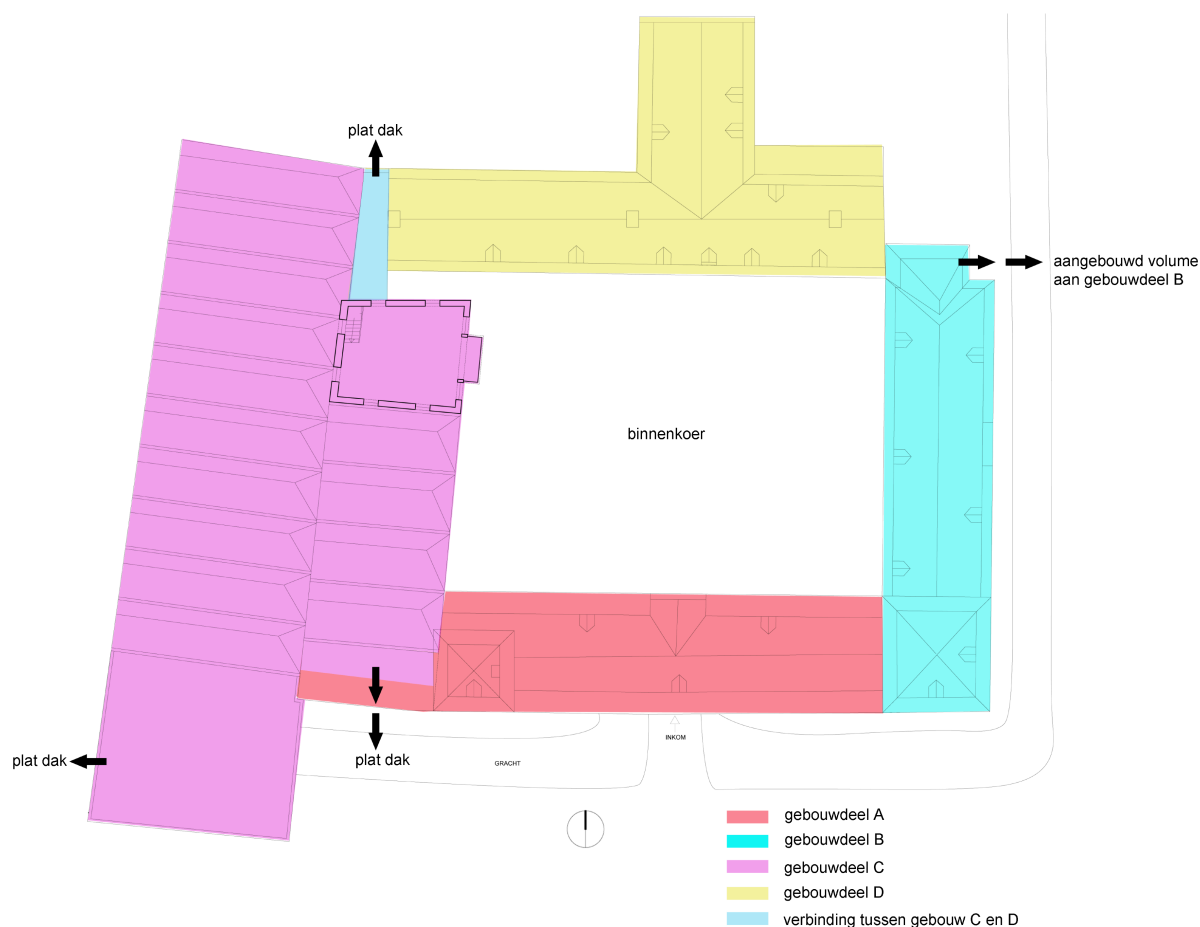 plat dak
aangebouwd volume
aan gebouwdeel B
binnenkoer
INKOM
plat dak
plat dak
GRACHT
gebouwdeel A
gebouwdeel B
gebouwdeel C
gebouwdeel D
verbinding tussen gebouw C en D